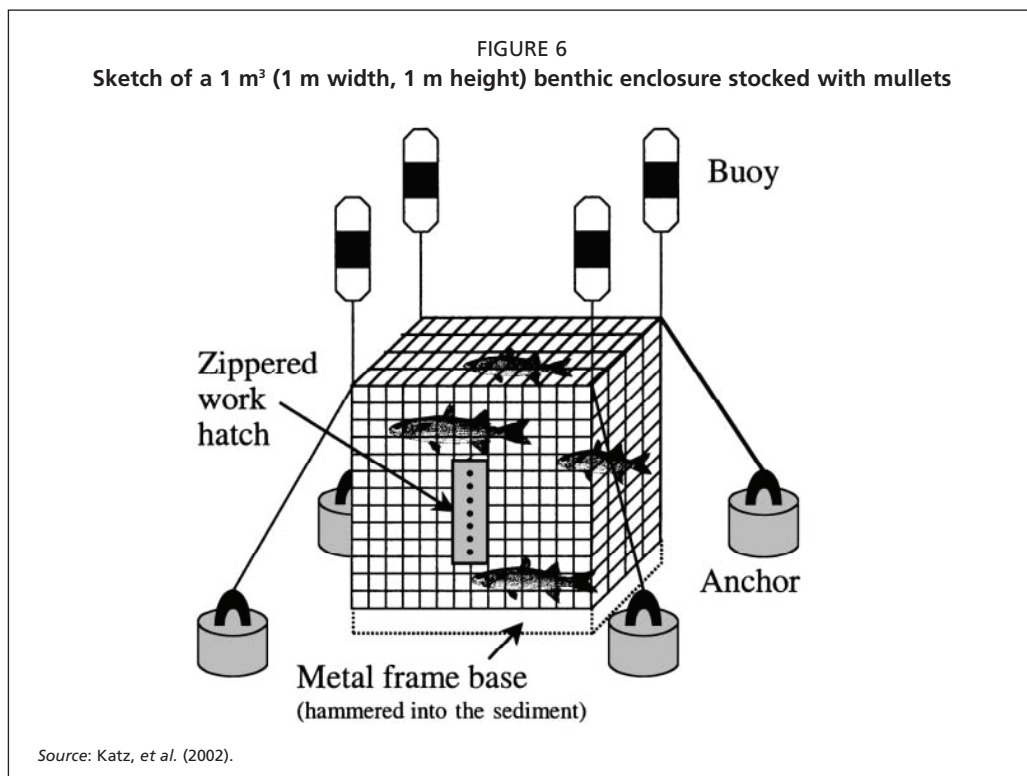 FIGURE 6
Sketch of a 1 m³ (1 m width, 1 m height) benthic enclosure stocked with mullets
Buoy
Zippered
work
hatch
Anchor
Metal frame base
(hammered into the sediment)
Source: Katz, et al. (2002).